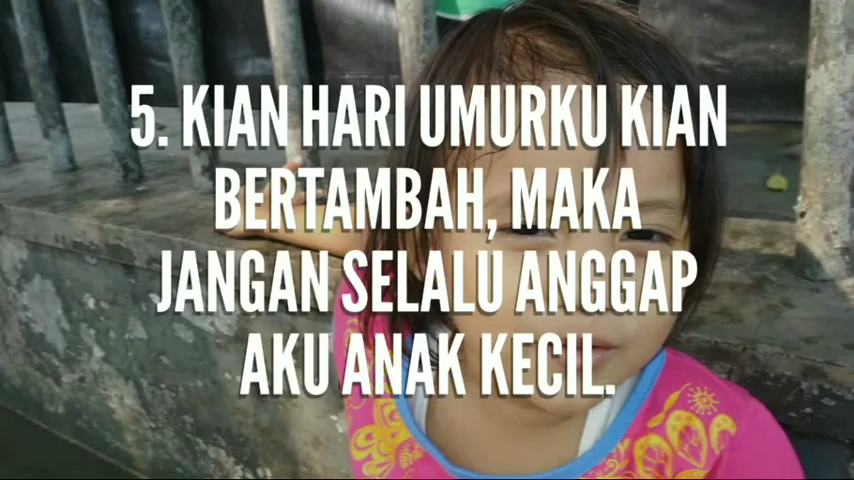 5. KIAN HARI UMURKU KIAN
BERTAMBAH, MAKA
JANGAN SELALU ANGGAP
AKU ANAK KECIL.